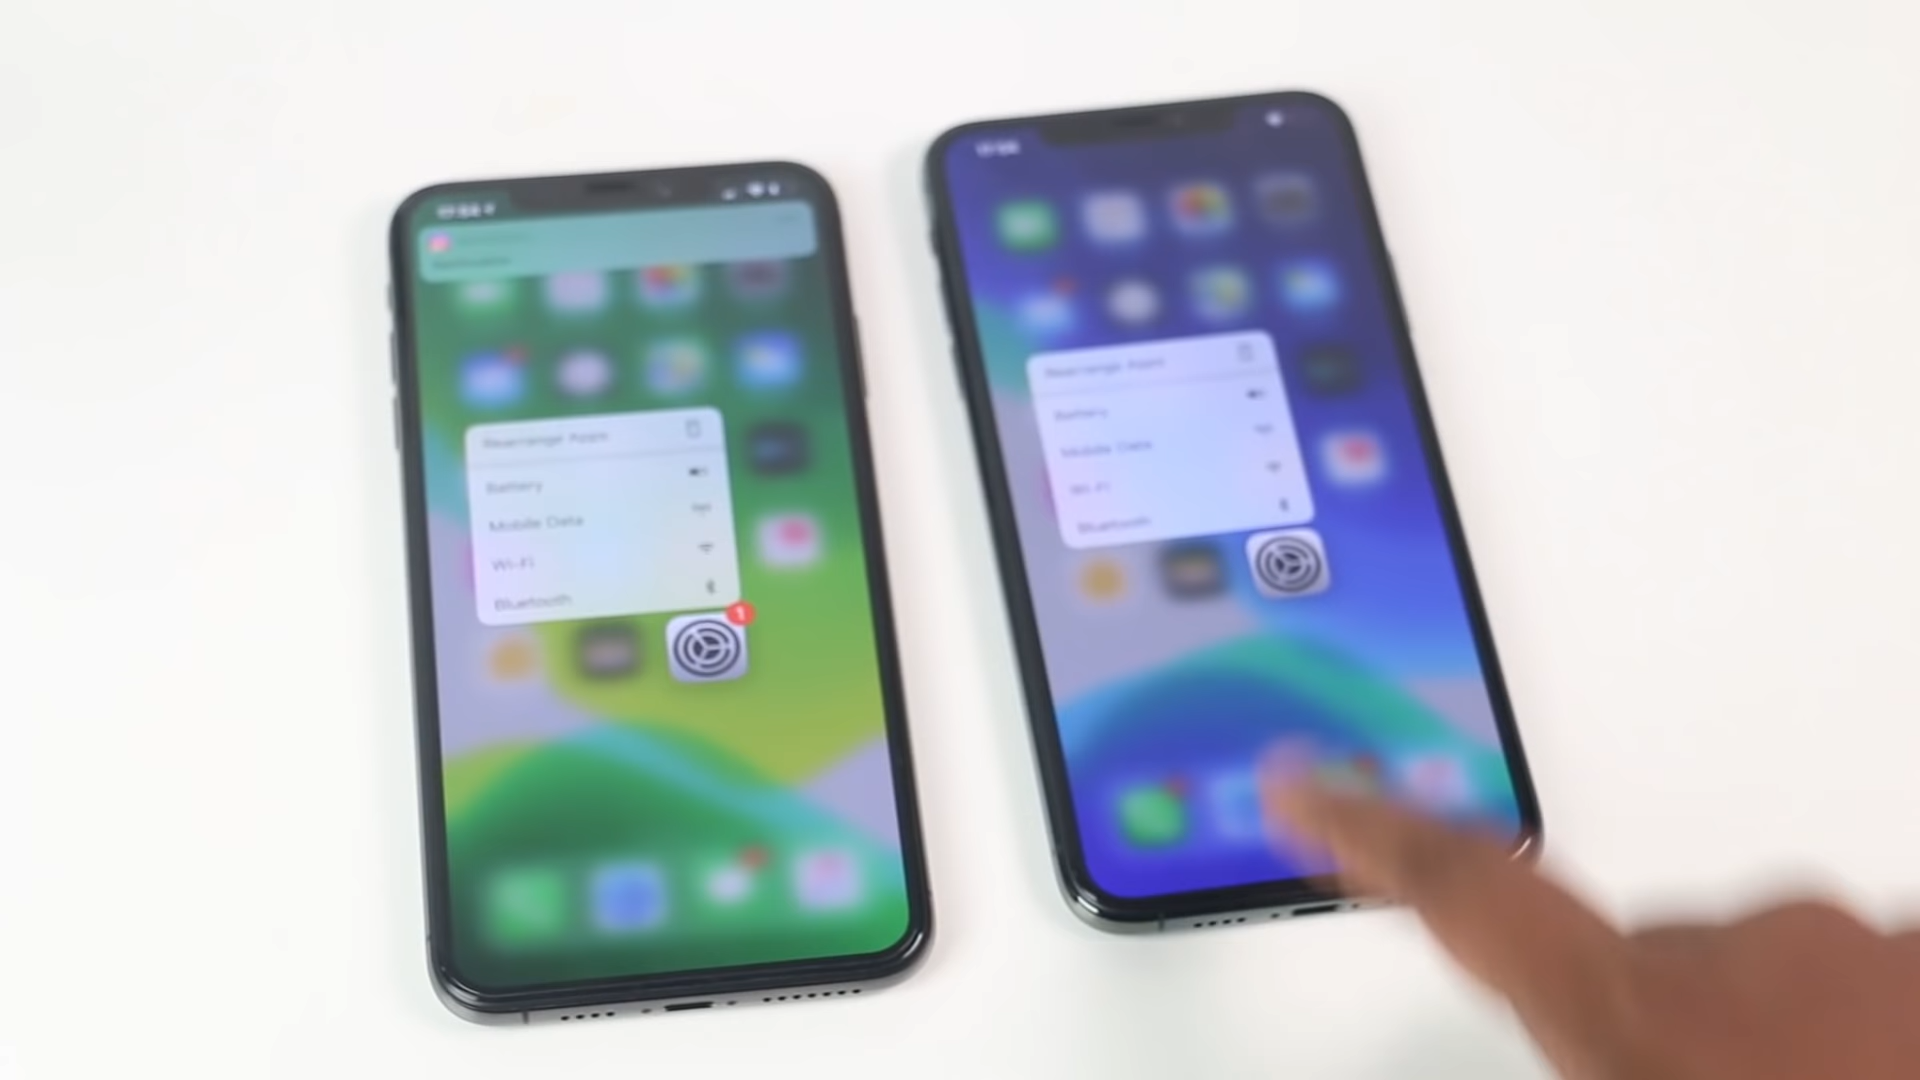 Rearrange Apps
Battery
Mobile Data
Wi-Fi
Bluetooth
1
Rearrange Apps
Battery
Mobile Data
Wi-Fi
Bluetooth